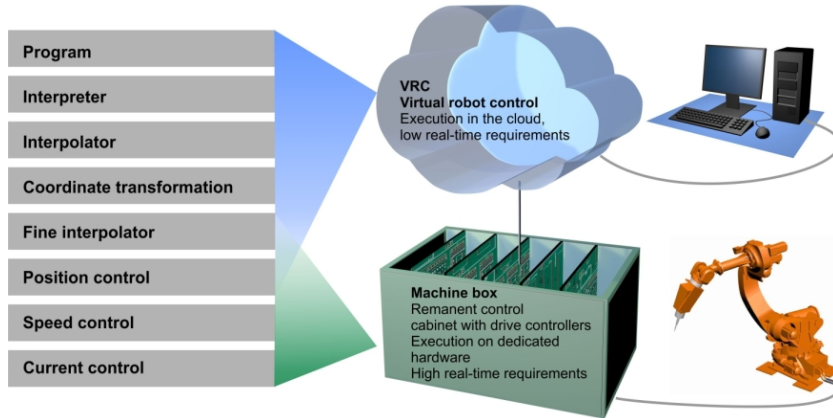 Program
Interpreter
Interpolator
Coordinate transformation
Fine interpolator
Position control
Speed control
Current control
VRC
Virtual robot control
Execution in the cloud,
low real-time requirements
Machine box
Remanent control
cabinet with drive controllers
Execution on dedicated
hardware
High real-time requirements